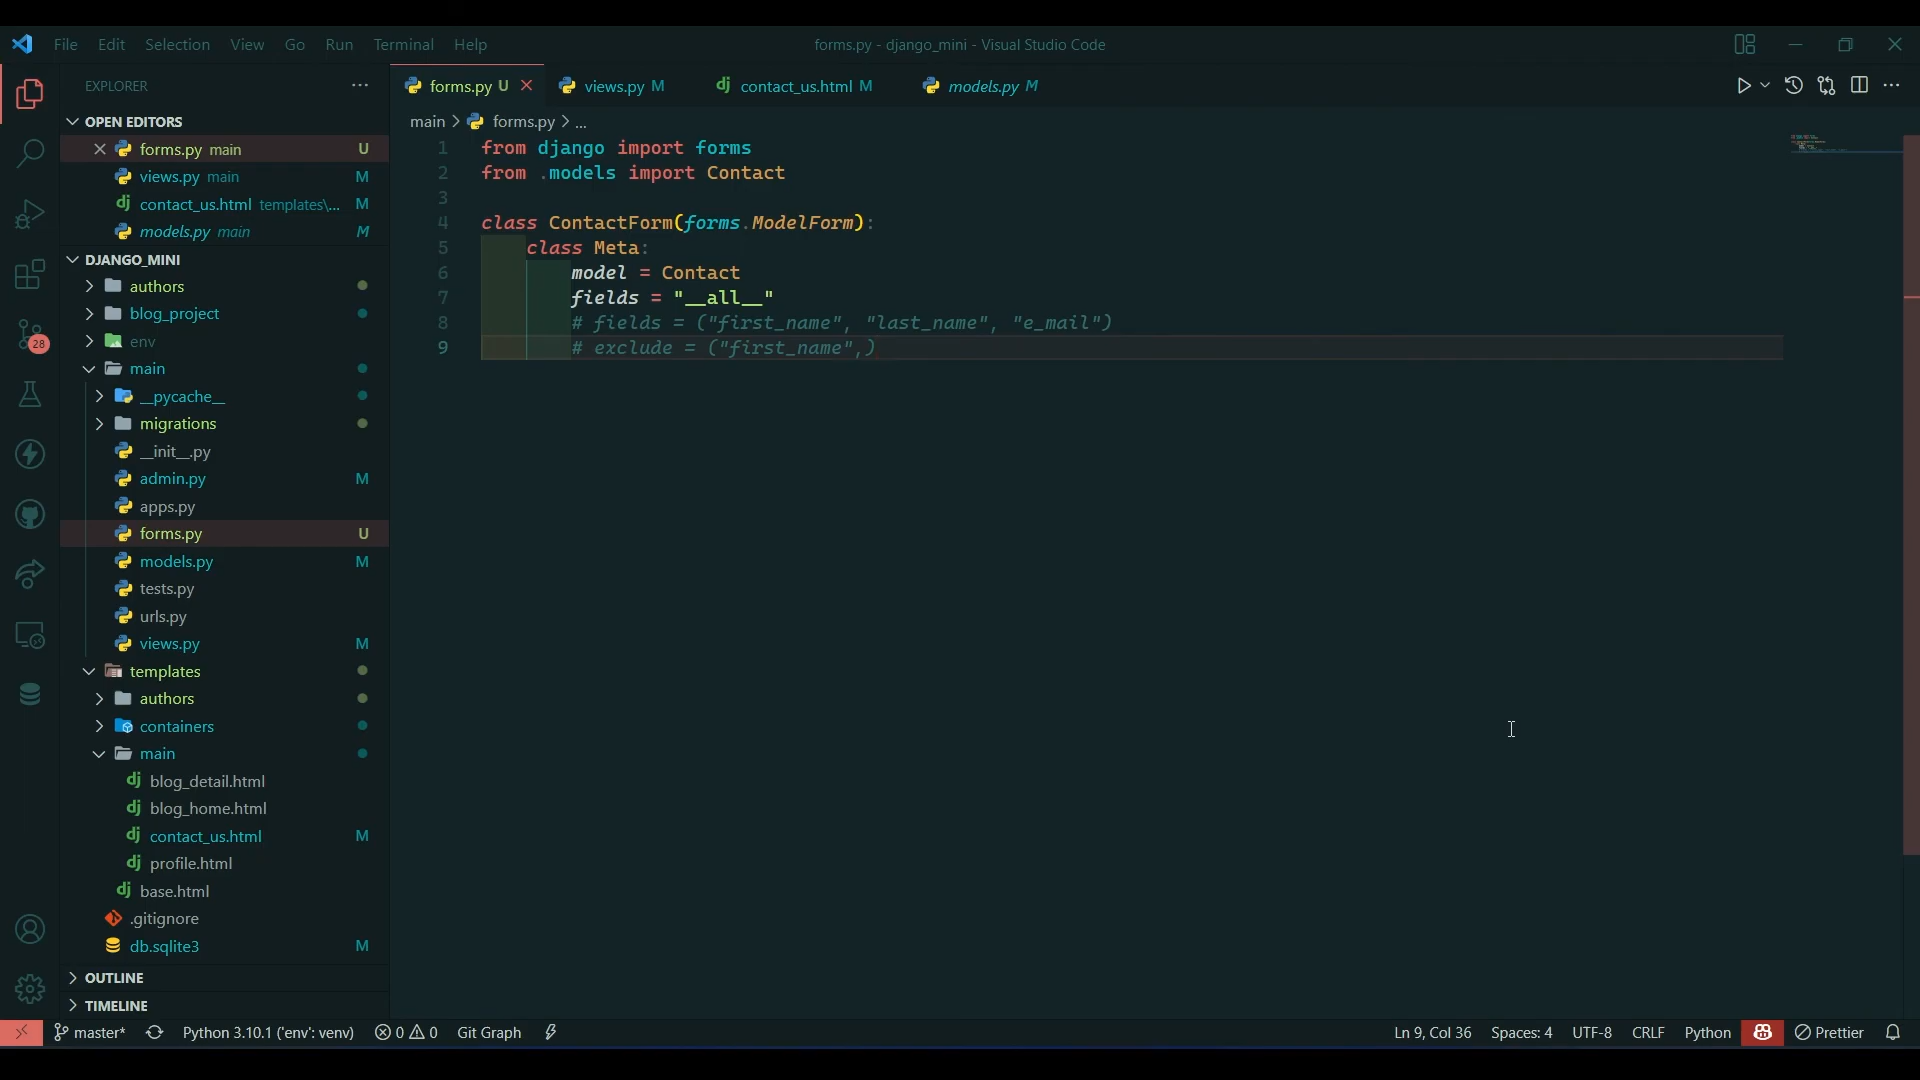 File Edit Selection View Go Run Terminal Help
forms.py - django_mini - Visual Studio Code
EXPLORER
OPEN EDITORS
forms.py main U
views.py main M
contact_us.html templates\... M
models.py main M
DJANGO_MINI
authors
blog_project
env
main
__pycache__
migrations
__init__.py
admin.py M
apps.py
forms.py U
models.py M
tests.py
urls.py
views.py M
templates
authors
containers
main
blog_detail.html
blog_home.html
contact_us.html M
profile.html
base.html
.gitignore
db.sqlite3 M
OUTLINE
TIMELINE
28
forms.py U views.py M contact_us.html M models.py M
main > forms.py > ...
1 from django import forms
2 from .models import Contact
3
4 class ContactForm(forms.ModelForm):
5 class Meta:
6 model = Contact
7 fields = "__all__"
8 # fields = ("first_name", "last_name", "e_mail")
9 # exclude = ("first_name",)
master* Python 3.10.1 ('env': venv) 0 0 Git Graph Ln 9, Col 36 Spaces: 4 UTF-8 CRLF Python Prettier